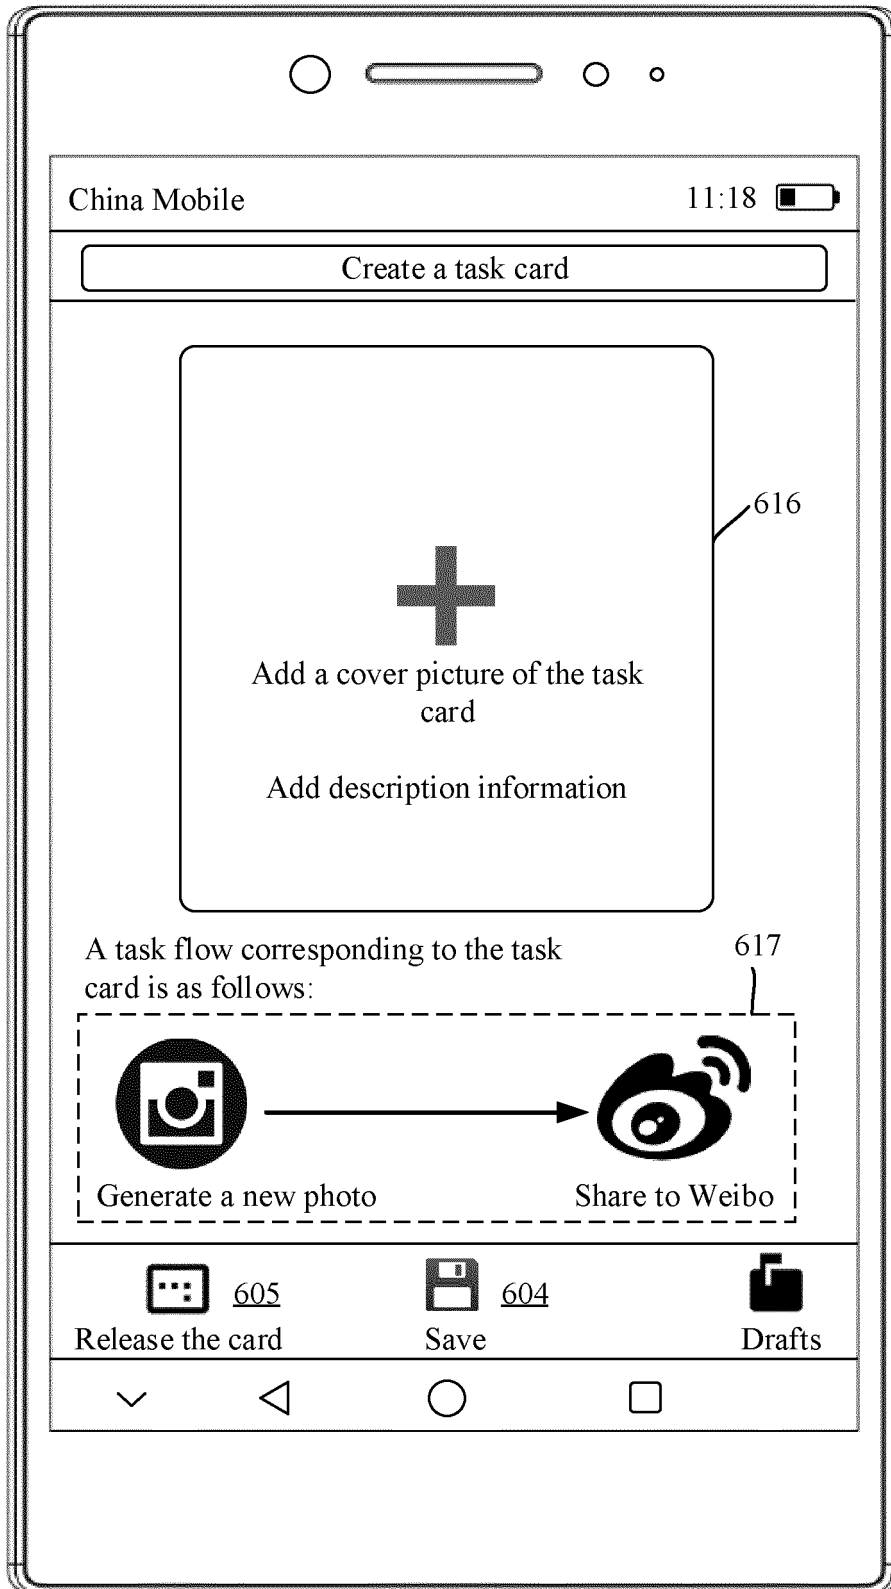 China Mobile
11:18
Create a task card
616
Add a cover picture of the task
card
Add description information
A task flow corresponding to the task
card is as follows:
617
Generate a new photo
Share to Weibo
605
604
Release the card
Save
Drafts